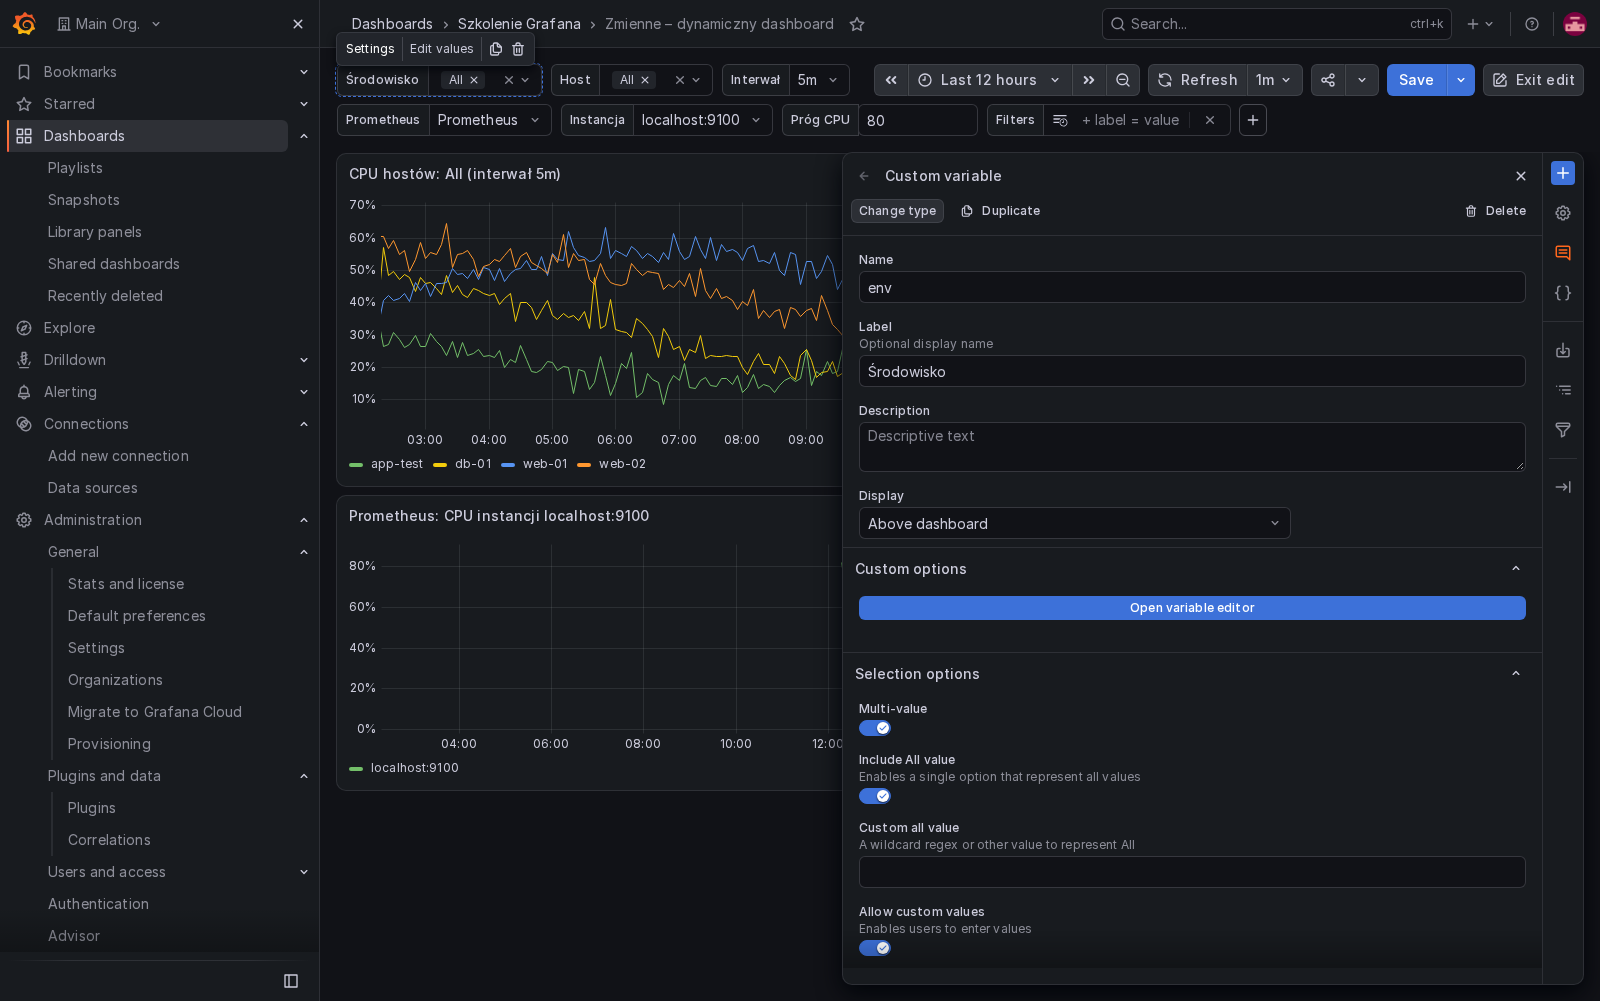 Main Org.
Dashboards
Szkolenie Grafana
Zmienne – dynamiczny dashboard
Search...
ctrl+k
Settings
Edit values
Środowisko
All
Host
All
Interwał
5m
Last 12 hours
Refresh
1m
Save
Exit edit
Prometheus
Prometheus
Instancja
localhost:9100
Próg CPU
80
Filters
+ label = value
Bookmarks
Starred
Dashboards
Playlists
Snapshots
Library panels
Shared dashboards
Recently deleted
Explore
Drilldown
Alerting
Connections
Add new connection
Data sources
Administration
General
Stats and license
Default preferences
Settings
Organizations
Migrate to Grafana Cloud
Provisioning
Plugins and data
Plugins
Correlations
Users and access
Authentication
Advisor
CPU hostów: All (interwał 5m)
70%
60%
50%
40%
30%
20%
10%
03:00
04:00
05:00
06:00
07:00
08:00
09:00
app-test
db-01
web-01
web-02
Prometheus: CPU instancji localhost:9100
80%
60%
40%
20%
0%
04:00
06:00
08:00
10:00
12:00
localhost:9100
Custom variable
Change type
Duplicate
Delete
Name
env
Label
Optional display name
Środowisko
Description
Descriptive text
Display
Above dashboard
Custom options
Open variable editor
Selection options
Multi-value
Include All value
Enables a single option that represent all values
Custom all value
A wildcard regex or other value to represent All
Allow custom values
Enables users to enter values